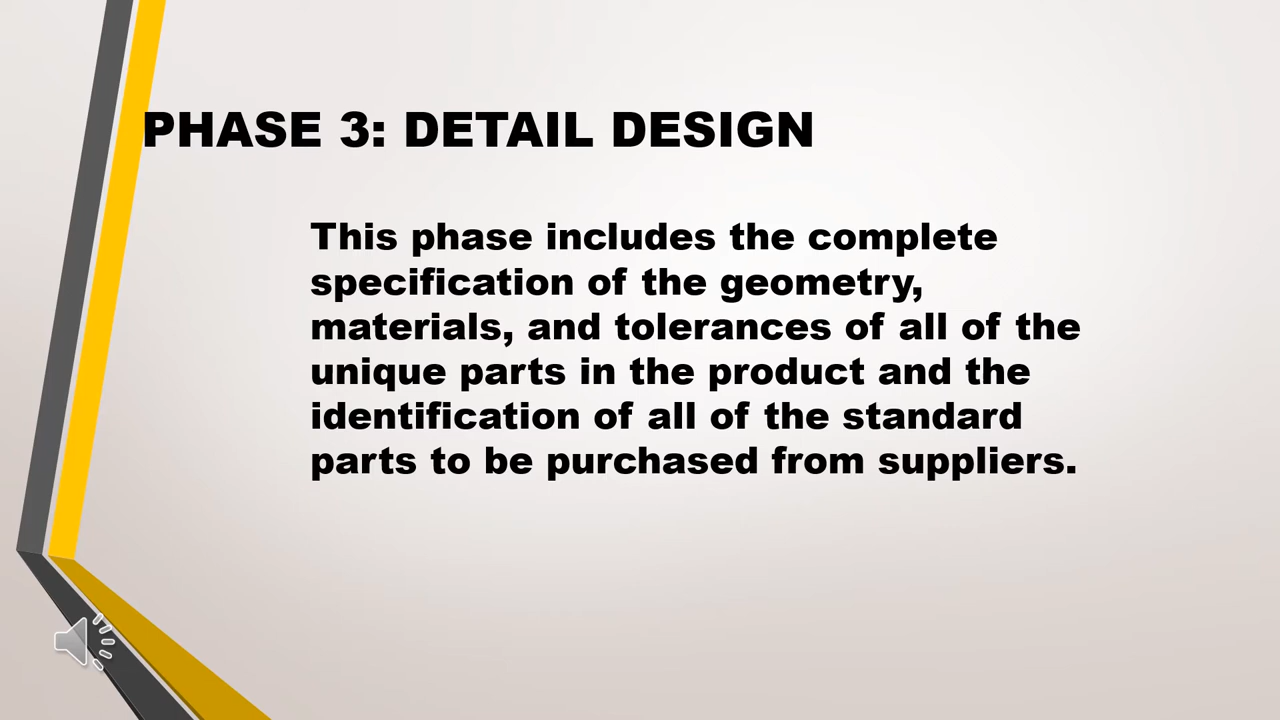 PHASE 3: DETAIL DESIGN
This phase includes the complete
specification of the geometry,
materials, and tolerances of all of the
unique parts in the product and the
identification of all of the standard
parts to be purchased from suppliers.